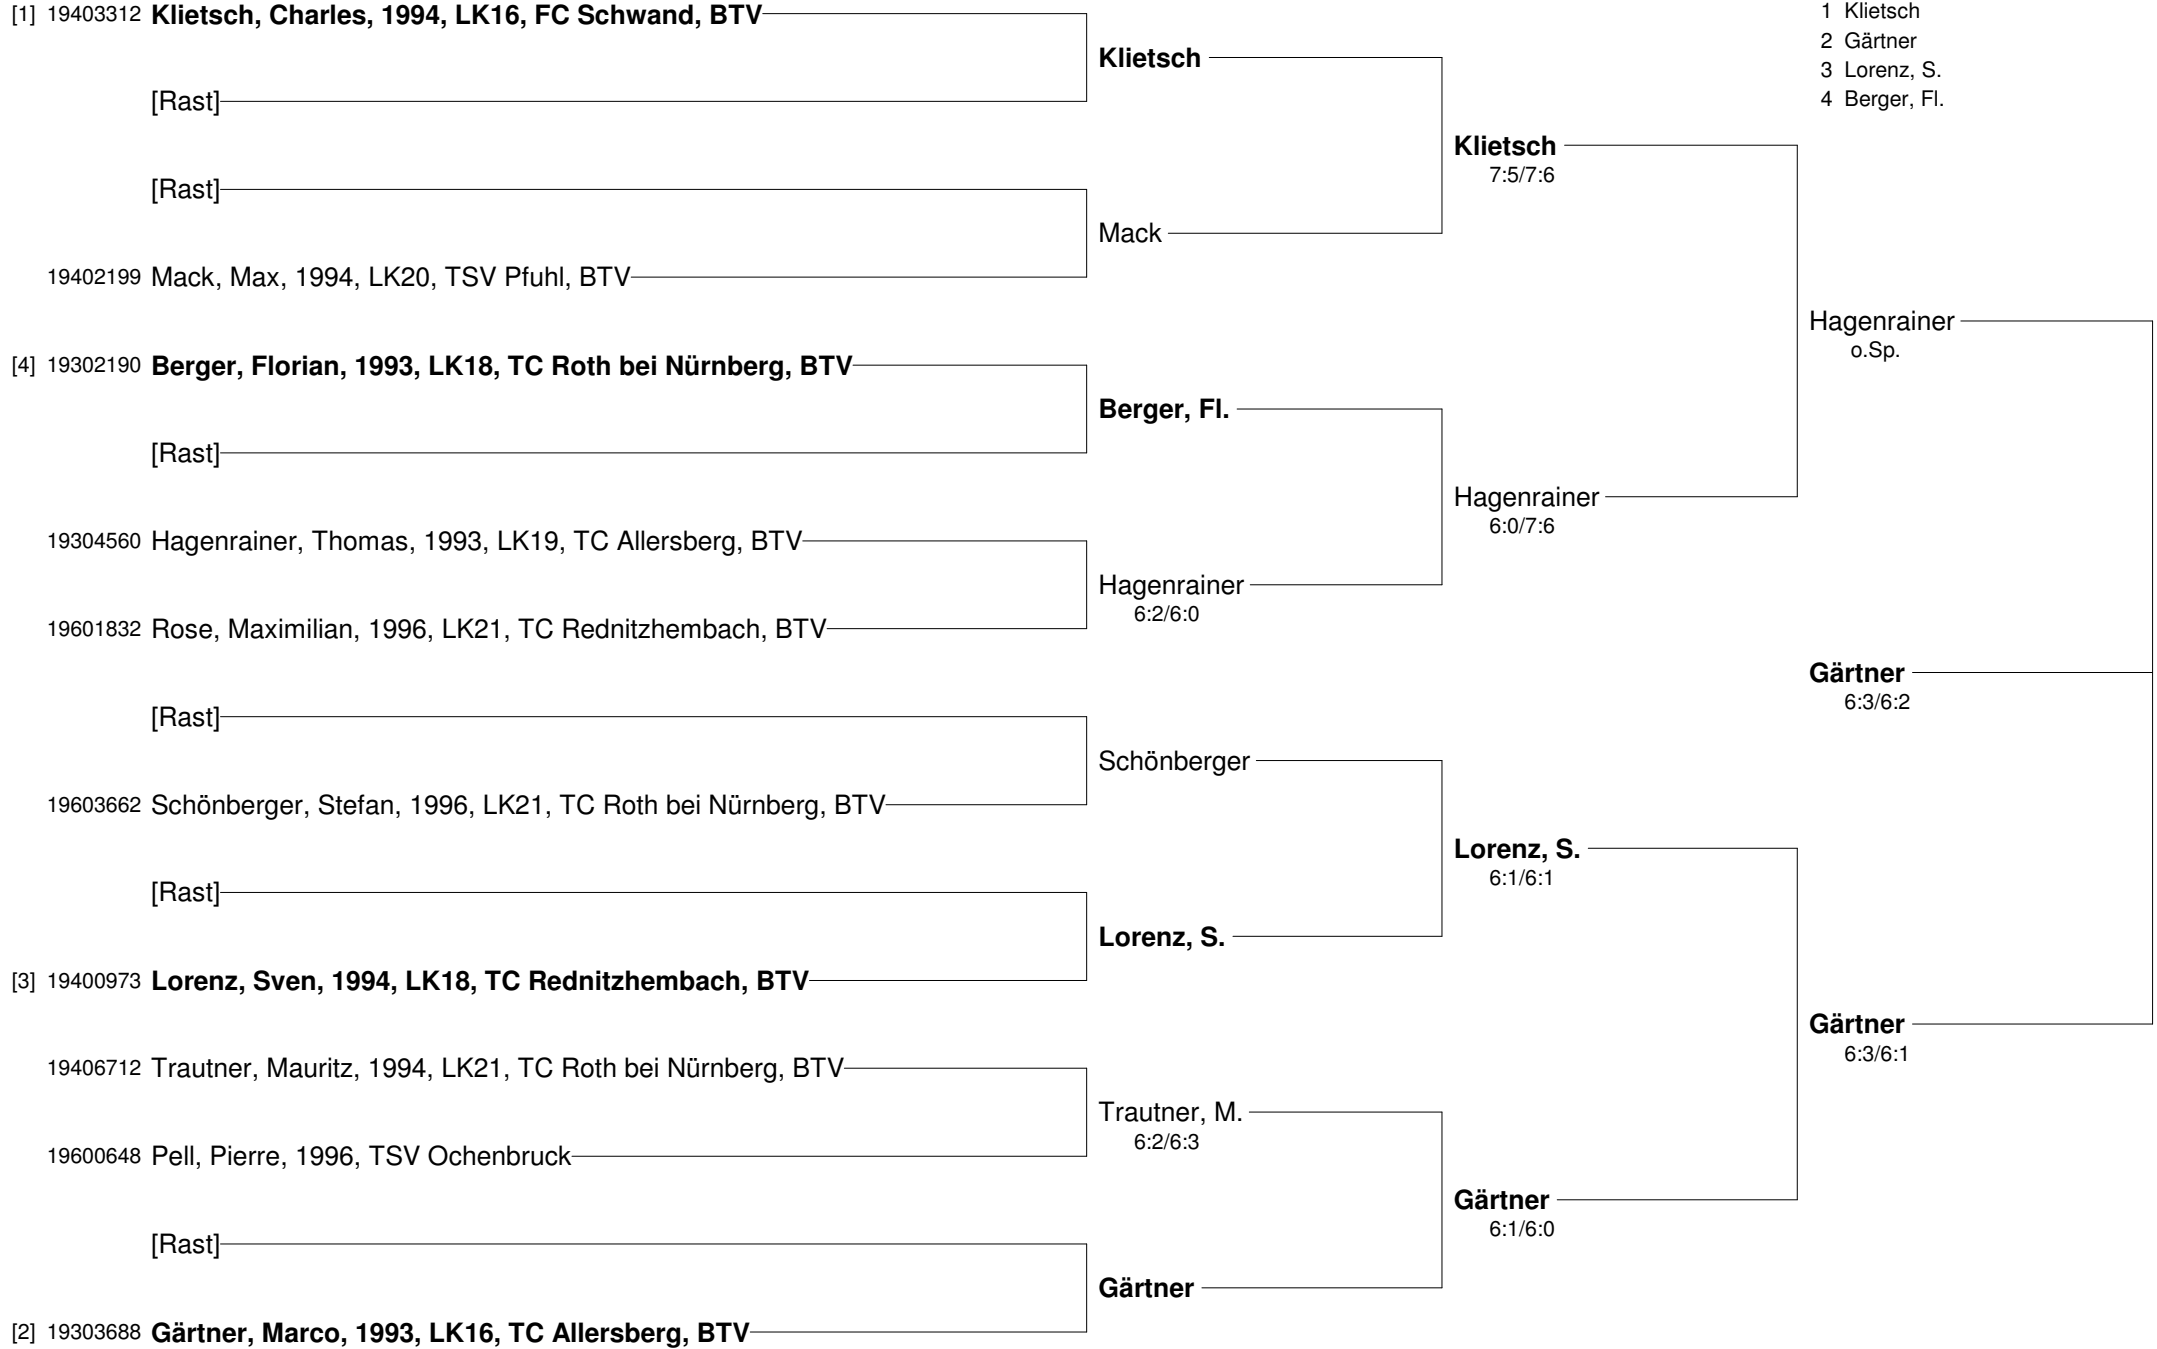 [1] 19403312 Klietsch, Charles, 1994, LK16, FC Schwand, BTV
[Rast]
[Rast]
19402199 Mack, Max, 1994, LK20, TSV Pfuhl, BTV
[4] 19302190 Berger, Florian, 1993, LK18, TC Roth bei Nürnberg, BTV
[Rast]
19304560 Hagenrainer, Thomas, 1993, LK19, TC Allersberg, BTV
19601832 Rose, Maximilian, 1996, LK21, TC Rednitzhembach, BTV
[Rast]
19603662 Schönberger, Stefan, 1996, LK21, TC Roth bei Nürnberg, BTV
[Rast]
[3] 19400973 Lorenz, Sven, 1994, LK18, TC Rednitzhembach, BTV
19406712 Trautner, Mauritz, 1994, LK21, TC Roth bei Nürnberg, BTV
19600648 Pell, Pierre, 1996, TSV Ochenbruck
[Rast]
[2] 19303688 Gärtner, Marco, 1993, LK16, TC Allersberg, BTV
Klietsch
Mack
Berger, Fl.
Hagenrainer
6:2/6:0
Schönberger
Lorenz, S.
Trautner, M.
6:2/6:3
Gärtner
Klietsch
7:5/7:6
Hagenrainer
6:0/7:6
Lorenz, S.
6:1/6:1
Gärtner
6:1/6:0
Hagenrainer
o.Sp.
Gärtner
6:3/6:2
Gärtner
6:3/6:1
1 Klietsch
2 Gärtner
3 Lorenz, S.
4 Berger, Fl.